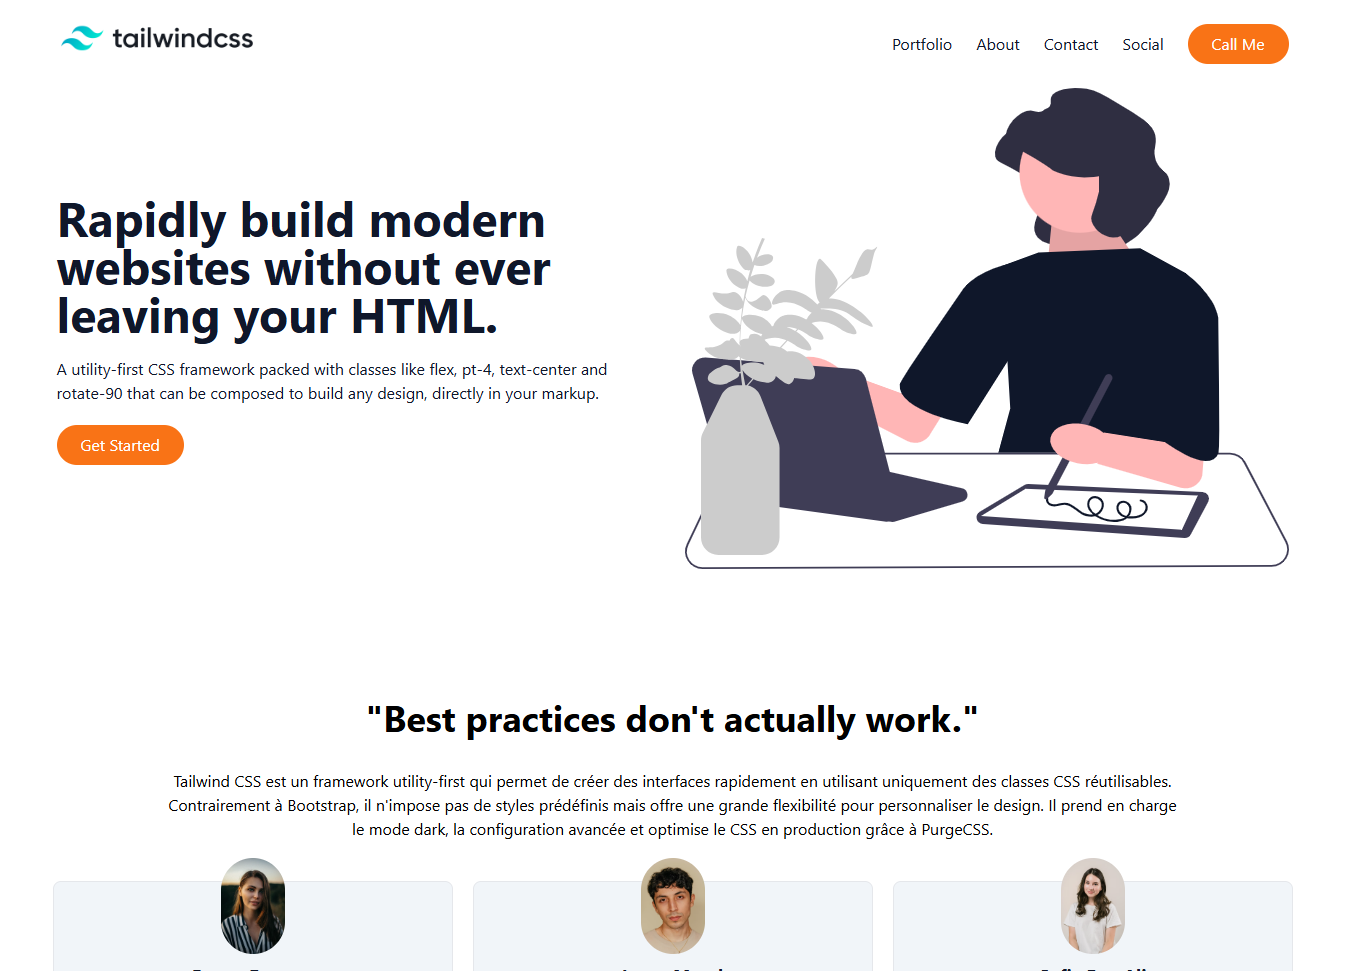 tailwindcss
Portfolio About Contact Social Call Me
Rapidly build modern
websites without ever
leaving your HTML.
A utility-first CSS framework packed with classes like flex, pt-4, text-center and
rotate-90 that can be composed to build any design, directly in your markup.
Get Started
"Best practices don't actually work."
Tailwind CSS est un framework utility-first qui permet de créer des interfaces rapidement en utilisant uniquement des classes CSS réutilisables.
Contrairement à Bootstrap, il n'impose pas de styles prédéfinis mais offre une grande flexibilité pour personnaliser le design. Il prend en charge
le mode dark, la configuration avancée et optimise le CSS en production grâce à PurgeCSS.